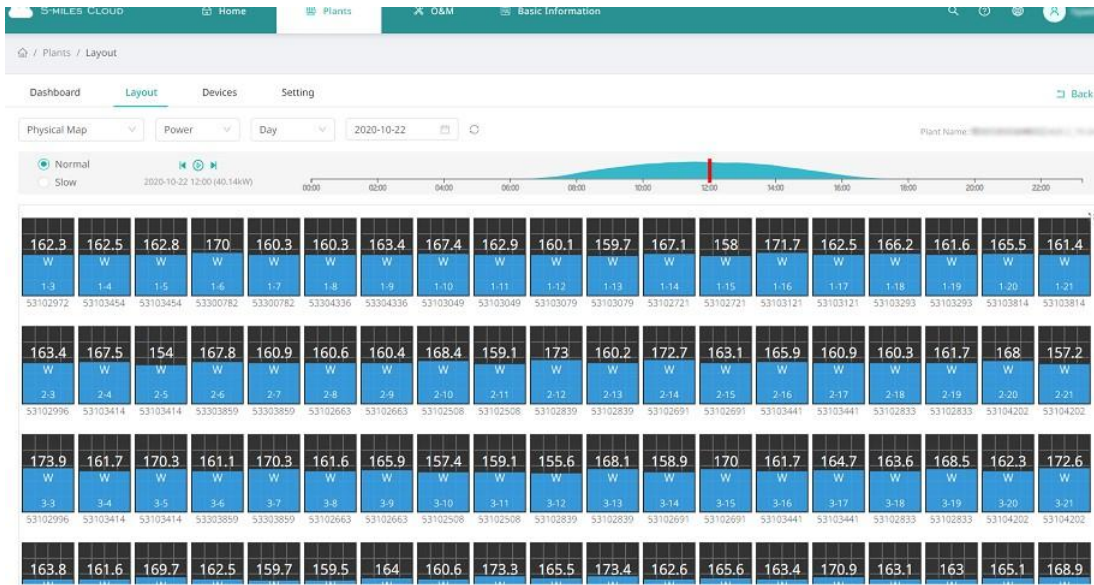 S-MILES CLOUD Home Plants O&M Basic Information
/ Plants / Layout
Dashboard Layout Devices Setting Back
Physical Map Power Day 2020-10-22 Plant Name:
Normal
Slow 2020-10-22 12:00 (40.14kW)
00:00 02:00 04:00 06:00 08:00 10:00 12:00 14:00 16:00 18:00 20:00 22:00
162.3 162.5 162.8 170 160.3 160.3 163.4 167.4 162.9 160.1 159.7 167.1 158 171.7 162.5 166.2 161.6 165.5 161.4
W W W W W W W W W W W W W W W W W W W
1-3 1-4 1-5 1-6 1-7 1-8 1-9 1-10 1-11 1-12 1-13 1-14 1-15 1-16 1-17 1-18 1-19 1-20 1-21
53102972 53103454 53103454 53300782 53300782 53304336 53304336 53103049 53103049 53103079 53103079 53102721 53102721 53103121 53103121 53103293 53103293 53103814 53103814
163.4 167.5 154 167.8 160.9 160.6 160.4 168.4 159.1 173 160.2 172.7 163.1 165.9 160.9 160.3 161.7 168 157.2
W W W W W W W W W W W W W W W W W W W
2-3 2-4 2-5 2-6 2-7 2-8 2-9 2-10 2-11 2-12 2-13 2-14 2-15 2-16 2-17 2-18 2-19 2-20 2-21
53102996 53103414 53103414 53303859 53303859 53102663 53102663 53102508 53102508 53102839 53102839 53102691 53102691 53103441 53103441 53102833 53102833 53104202 53104202
173.9 161.7 170.3 161.1 170.3 161.6 165.9 157.4 159.1 155.6 168.1 158.9 170 161.7 164.7 163.6 168.5 162.3 172.6
W W W W W W W W W W W W W W W W W W W
3-3 3-4 3-5 3-6 3-7 3-8 3-9 3-10 3-11 3-12 3-13 3-14 3-15 3-16 3-17 3-18 3-19 3-20 3-21
53102996 53103414 53103414 53303859 53303859 53102663 53102663 53102508 53102508 53102839 53102839 53102691 53102691 53103441 53103441 53102833 53102833 53104202 53104202
163.8 161.6 169.7 162.5 159.7 159.5 164 160.6 173.3 165.5 173.4 162.6 165.6 163.4 170.9 163.1 163 165.1 168.9